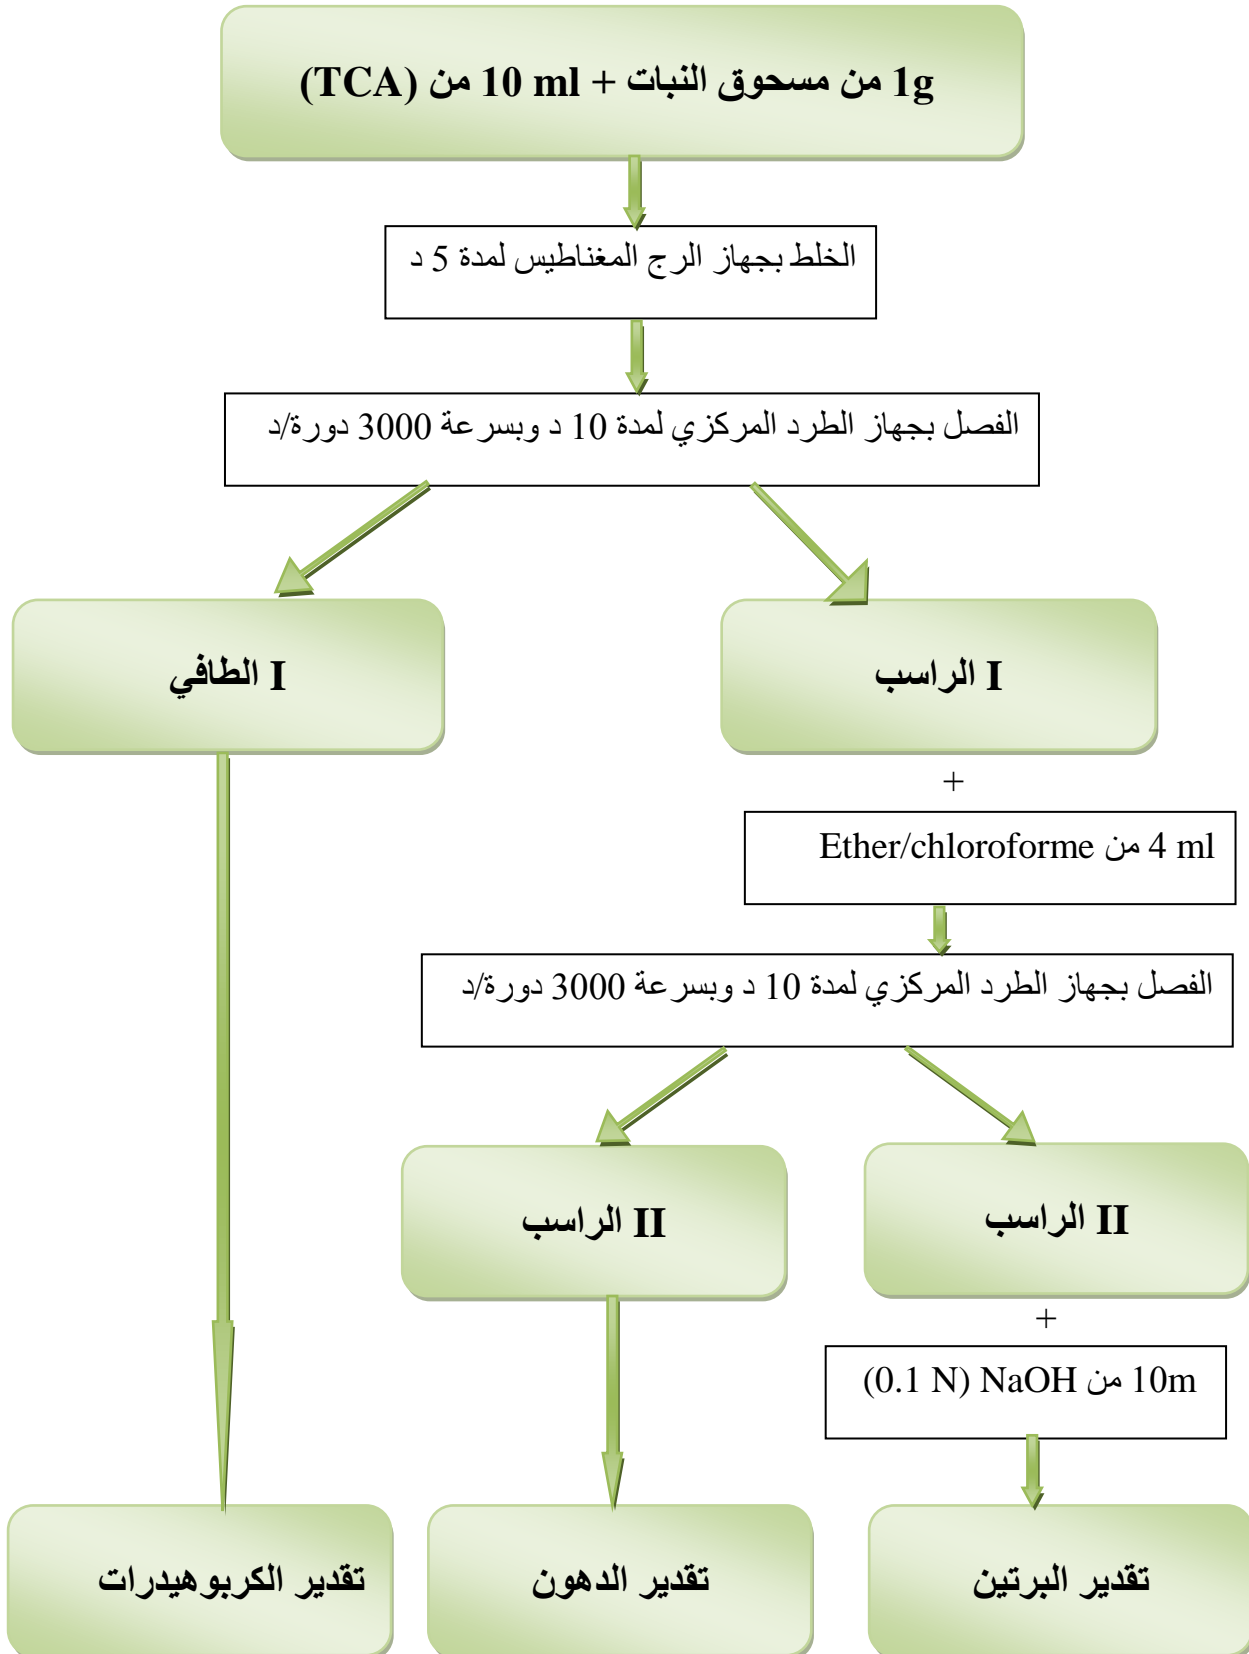 1g من مسحوق النبات + 10 ml من (TCA)
الخلط بجهاز الرج المغناطيس لمدة 5 د
الفصل بجهاز الطرد المركزي لمدة 10 د وبسرعة 3000 دورة/د
I الراسب
I الطافي
+
4 ml من Ether/chloroforme
الفصل بجهاز الطرد المركزي لمدة 10 د وبسرعة 3000 دورة/د
II الراسب
II الراسب
+
10m من NaOH (0.1 N)
تقدير البرتين
تقدير الدهون
تقدير الكربوهيدرات